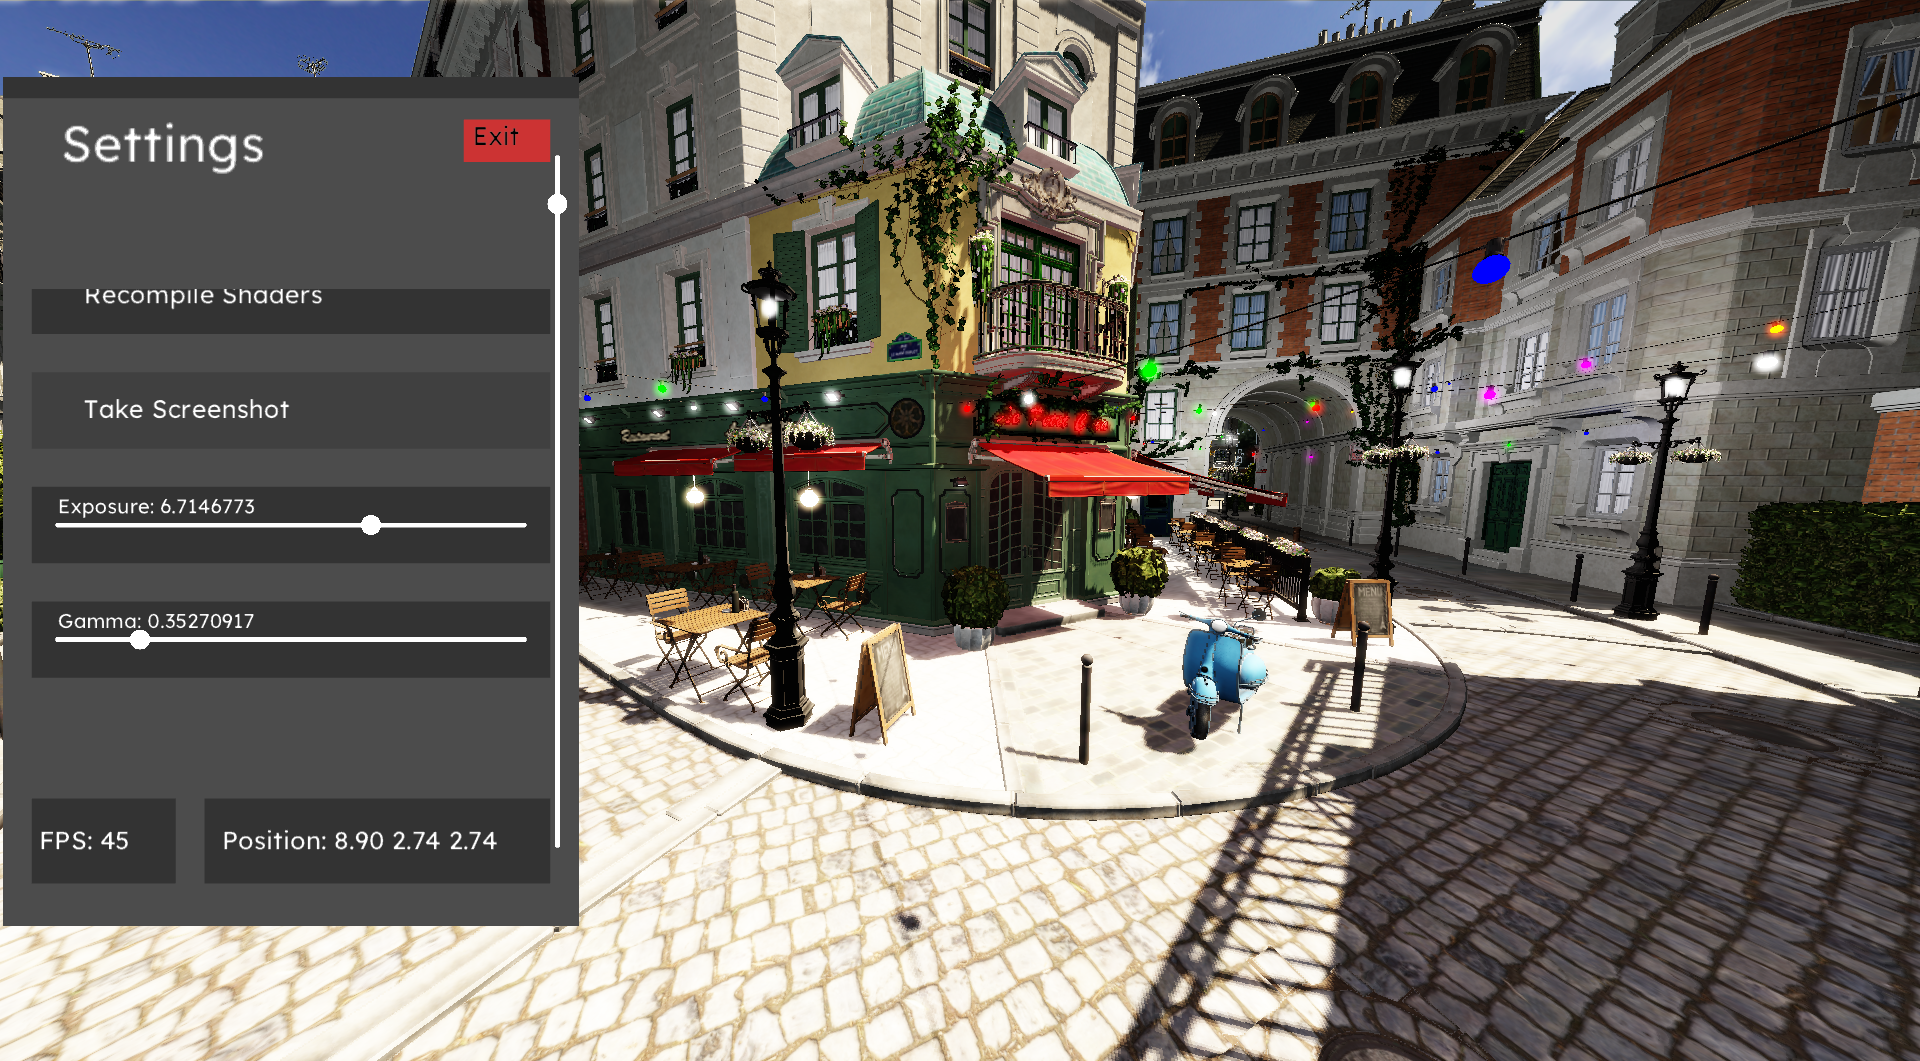 Settings
Exit
Recompile Shaders
Take Screenshot
Exposure: 6.7146773
Gamma: 0.35270917
FPS: 45
Position: 8.90 2.74 2.74
MENU